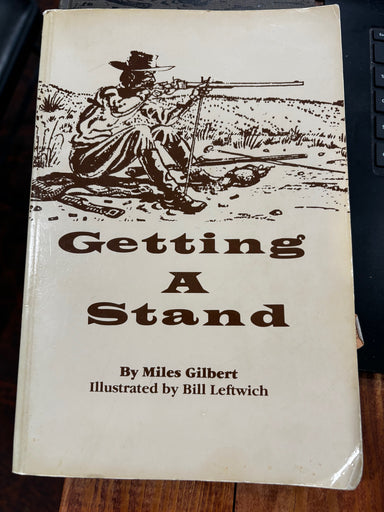 Getting
A
Stand
By Miles Gilbert
Illustrated by Bill Leftwich